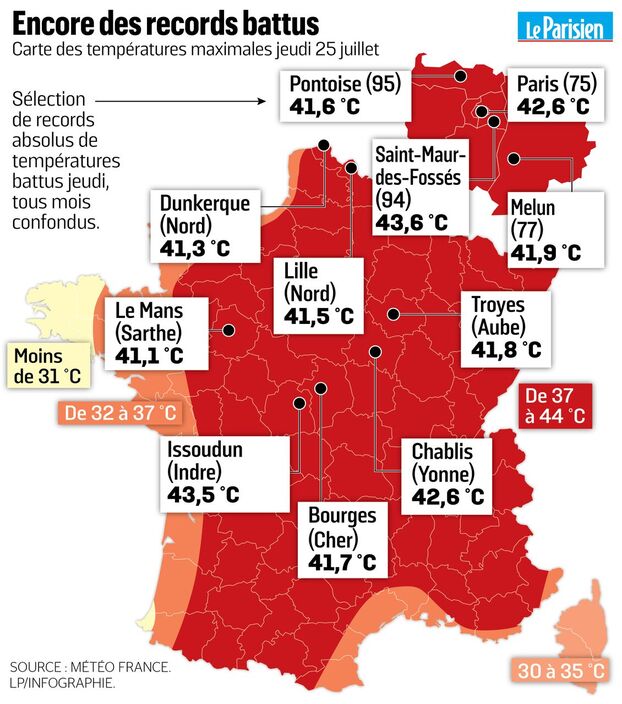 Encore des records battus
Le Parisien
Carte des températures maximales jeudi 25 juillet
Sélection
de records
absolus de
températures
battus jeudi,
tous mois
confondus.
Pontoise (95)
41,6 °C
Paris (75)
42,6 °C
Saint-Maur-
des-Fossés
(94)
43,6 °C
Melun
(77)
41,9 °C
Dunkerque
(Nord)
41,3 °C
Lille
(Nord)
41,5 °C
Le Mans
(Sarthe)
41,1 °C
Troyes
(Aube)
41,8 °C
Moins
de 31 °C
De 32 à 37 °C
De 37
à 44 °C
Issoudun
(Indre)
43,5 °C
Chablis
(Yonne)
42,6 °C
Bourges
(Cher)
41,7 °C
30 à 35 °C
SOURCE : MÉTÉO FRANCE.
LP/INFOGRAPHIE.